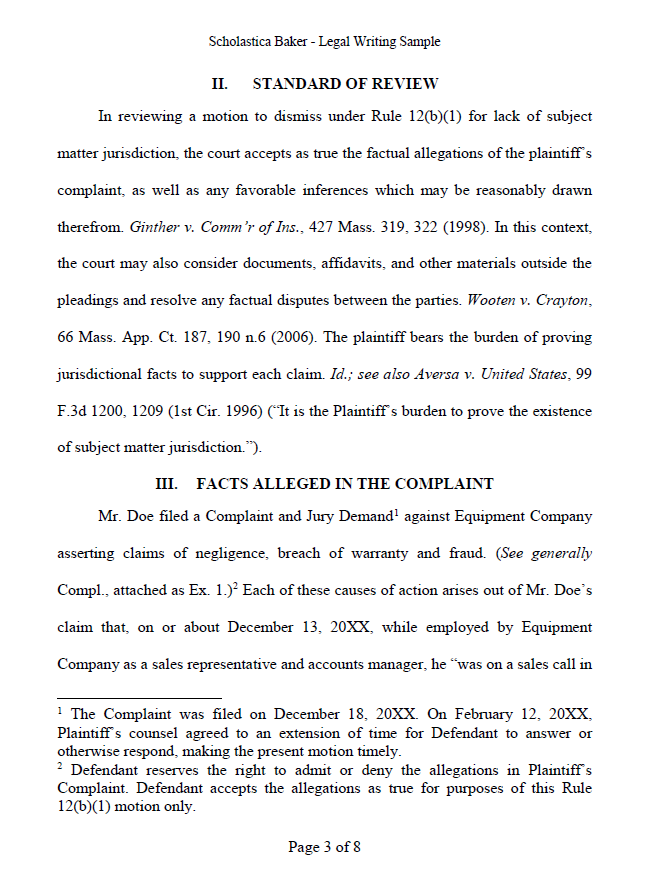 Scholastica Baker - Legal Writing Sample
II. STANDARD OF REVIEW
In reviewing a motion to dismiss under Rule 12(b)(1) for lack of subject
matter jurisdiction, the court accepts as true the factual allegations of the plaintiff’s
complaint, as well as any favorable inferences which may be reasonably drawn
therefrom. Ginther v. Comm’r of Ins., 427 Mass. 319, 322 (1998). In this context,
the court may also consider documents, affidavits, and other materials outside the
pleadings and resolve any factual disputes between the parties. Wooten v. Crayton,
66 Mass. App. Ct. 187, 190 n.6 (2006). The plaintiff bears the burden of proving
jurisdictional facts to support each claim. Id.; see also Aversa v. United States, 99
F.3d 1200, 1209 (1st Cir. 1996) (“It is the Plaintiff’s burden to prove the existence
of subject matter jurisdiction.”).
III. FACTS ALLEGED IN THE COMPLAINT
Mr. Doe filed a Complaint and Jury Demand¹ against Equipment Company
asserting claims of negligence, breach of warranty and fraud. (See generally
Compl., attached as Ex. 1.)² Each of these causes of action arises out of Mr. Doe’s
claim that, on or about December 13, 20XX, while employed by Equipment
Company as a sales representative and accounts manager, he “was on a sales call in
¹ The Complaint was filed on December 18, 20XX. On February 12, 20XX,
Plaintiff’s counsel agreed to an extension of time for Defendant to answer or
otherwise respond, making the present motion timely.
² Defendant reserves the right to admit or deny the allegations in Plaintiff’s
Complaint. Defendant accepts the allegations as true for purposes of this Rule
12(b)(1) motion only.
Page 3 of 8